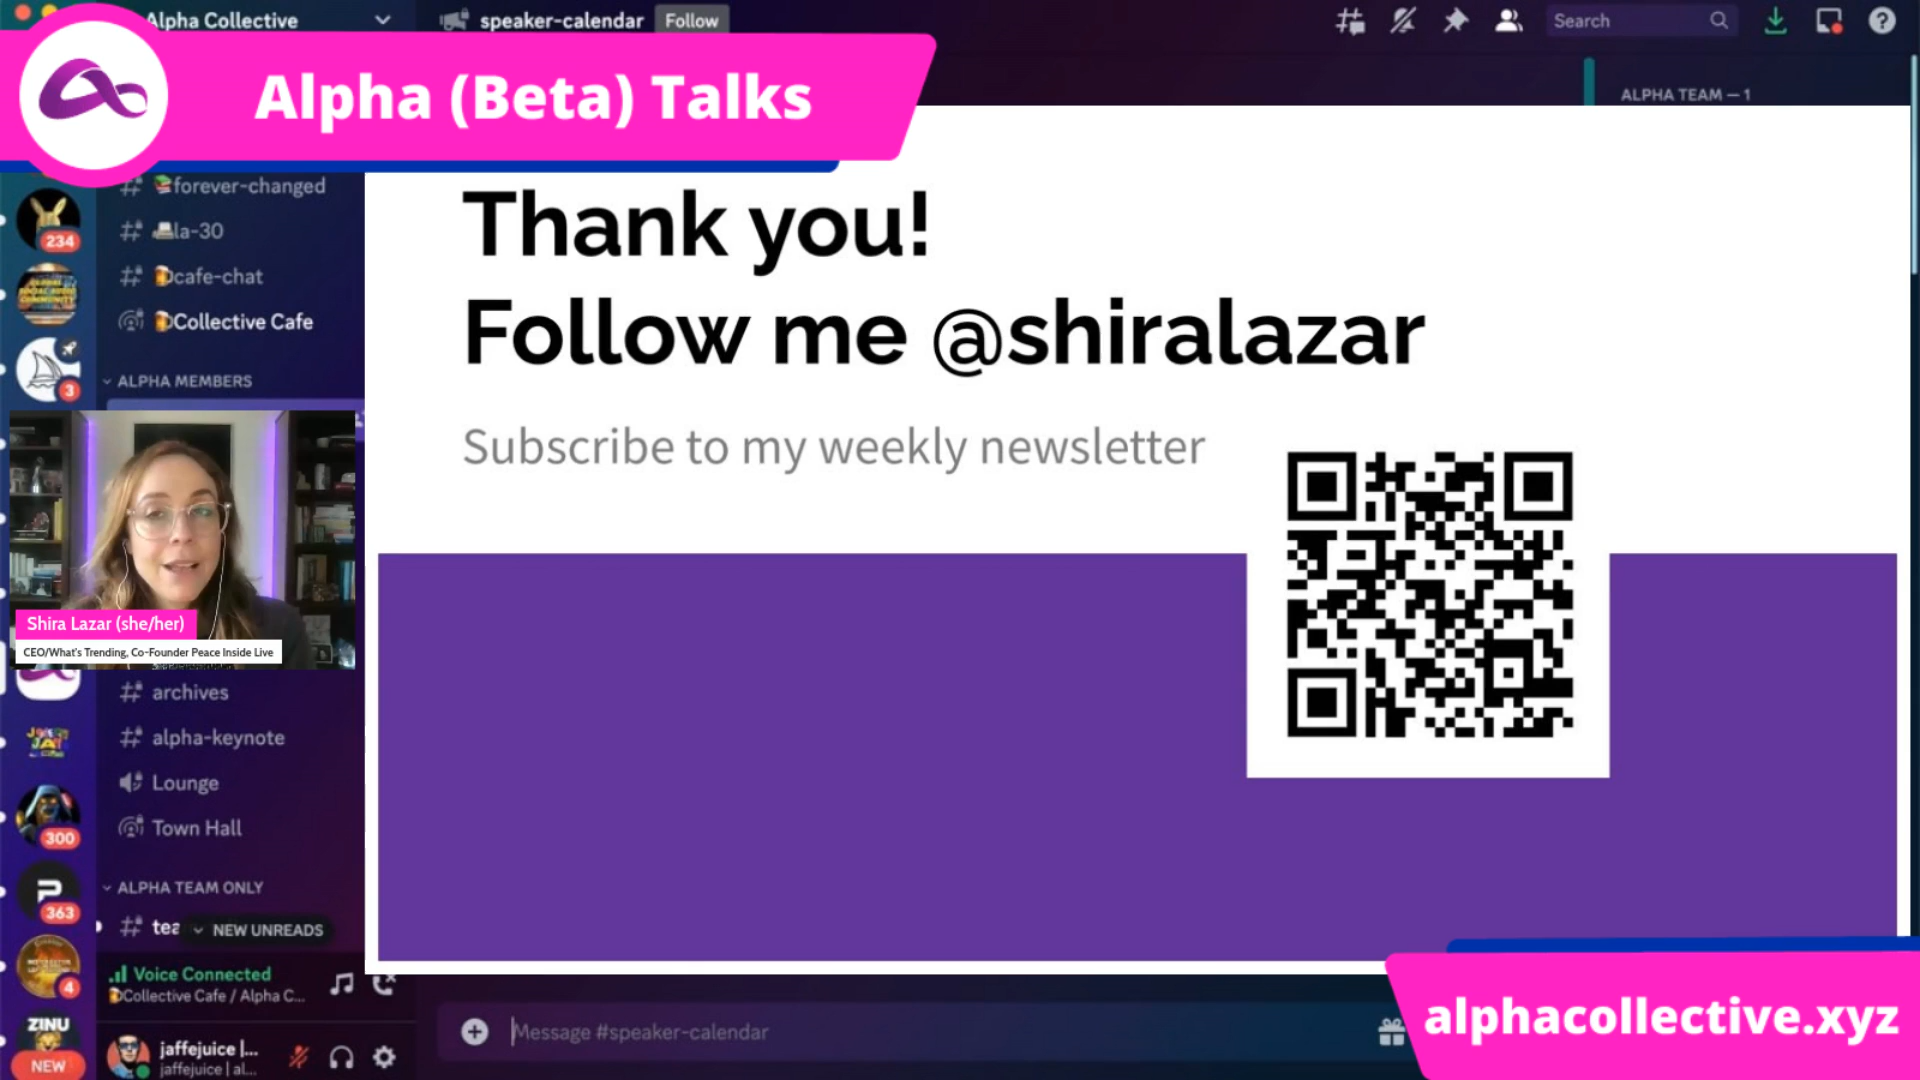 Alpha Collective
speaker-calendar
Follow
Search
Alpha (Beta) Talks
ALPHA TEAM — 1
forever-changed
la-30
cafe-chat
Collective Cafe
ALPHA MEMBERS
234
3
Thank you!
Follow me @shiralazar
Subscribe to my weekly newsletter
Shira Lazar (she/her)
CEO/What's Trending, Co-Founder Peace Inside Live
archives
alpha-keynote
Lounge
Town Hall
300
ALPHA TEAM ONLY
363
tea
NEW UNREADS
4
Voice Connected
Collective Cafe / Alpha C...
ZINU
NEW
jaffejuice |...
jaffejuice | al...
Message #speaker-calendar
alphacollective.xyz